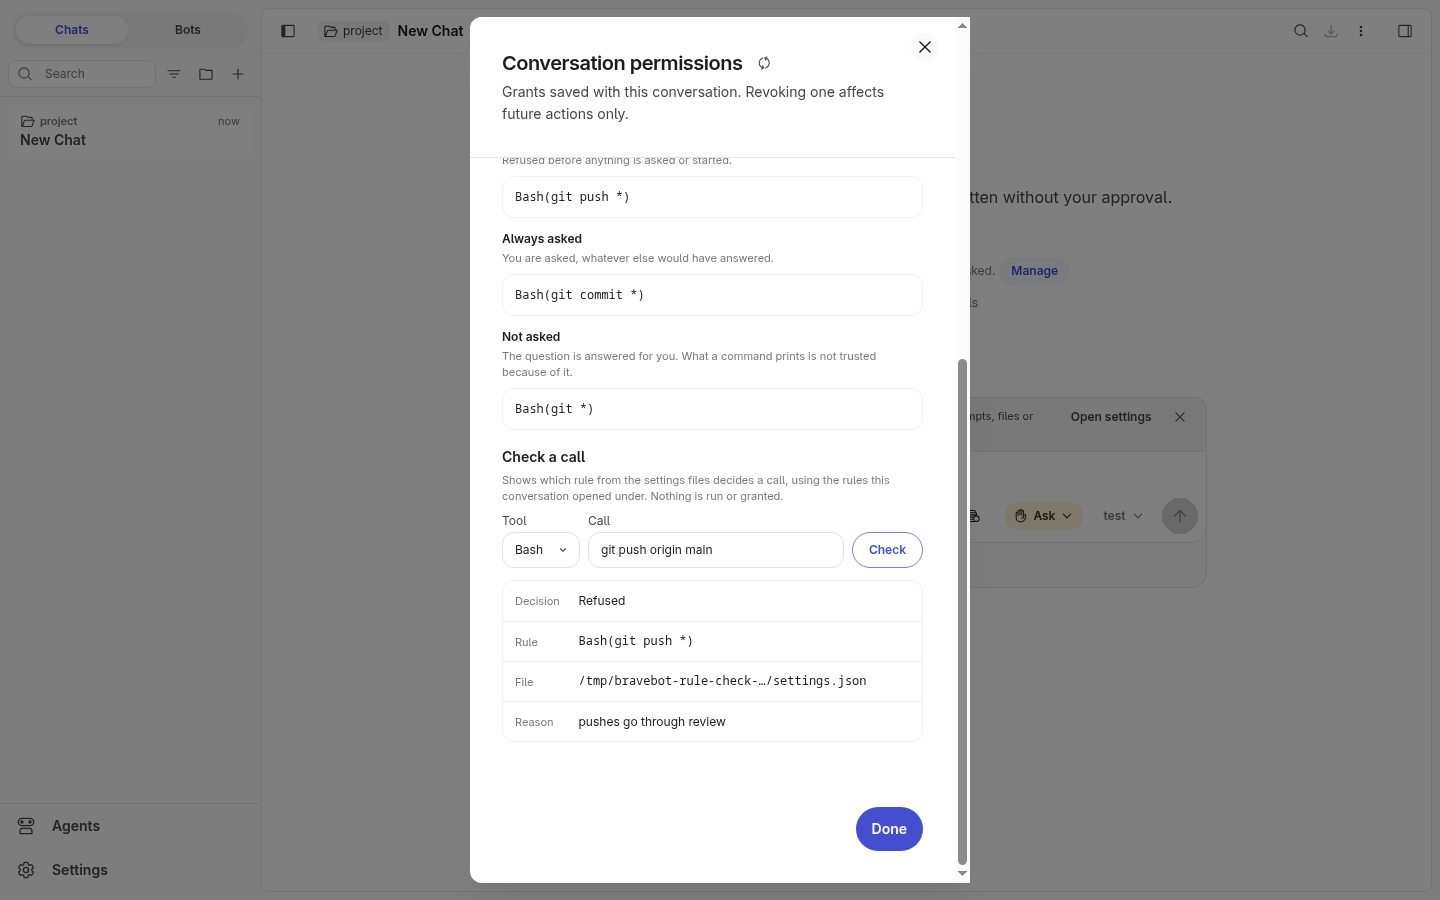 Chats
Bots
Search
project
now
New Chat
Agents
Settings
project
New Chat
tten without your approval.
ked.
Manage
ls
mpts, files or
Open settings
Ask
test
Conversation permissions
Grants saved with this conversation. Revoking one affects
future actions only.
Refused before anything is asked or started.
Bash(git push *)
Always asked
You are asked, whatever else would have answered.
Bash(git commit *)
Not asked
The question is answered for you. What a command prints is not trusted
because of it.
Bash(git *)
Check a call
Shows which rule from the settings files decides a call, using the rules this
conversation opened under. Nothing is run or granted.
Tool
Call
Bash
git push origin main
Check
Decision
Refused
Rule
Bash(git push *)
File
/tmp/bravebot-rule-check-…/settings.json
Reason
pushes go through review
Done